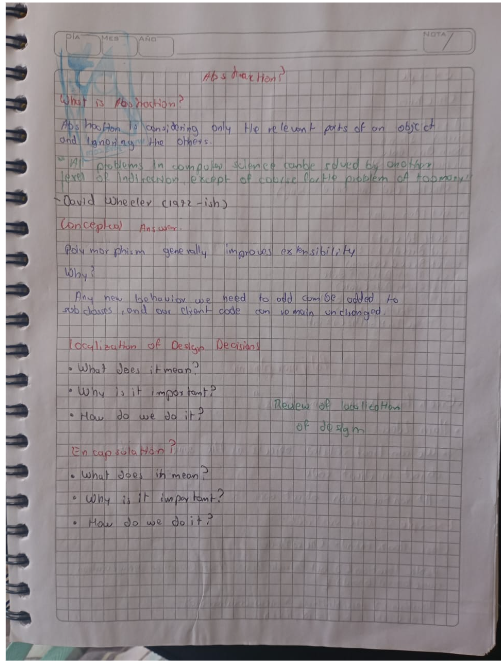 DIA MES AÑO NOTA
Abstraction?
What is Abstraction?
Abstraction is considering only the relevant parts of an object
and ignoring the others.
"All problems in computer science can be solved by another
level of indirection, except of course for the problem of too many
- David Wheeler (1972-ish)
Conceptual Answer
Polymorphism generally improves extensibility
Why?
Any new behavior we need to add can be added to
subclasses, and our client code can remain unchanged.
Localization of Design Decisions
• What does it mean?
• Why is it important?
• How do we do it?
Review of localication
of design
Encapsulation?
• What does it mean?
• Why is it important?
• How do we do it?